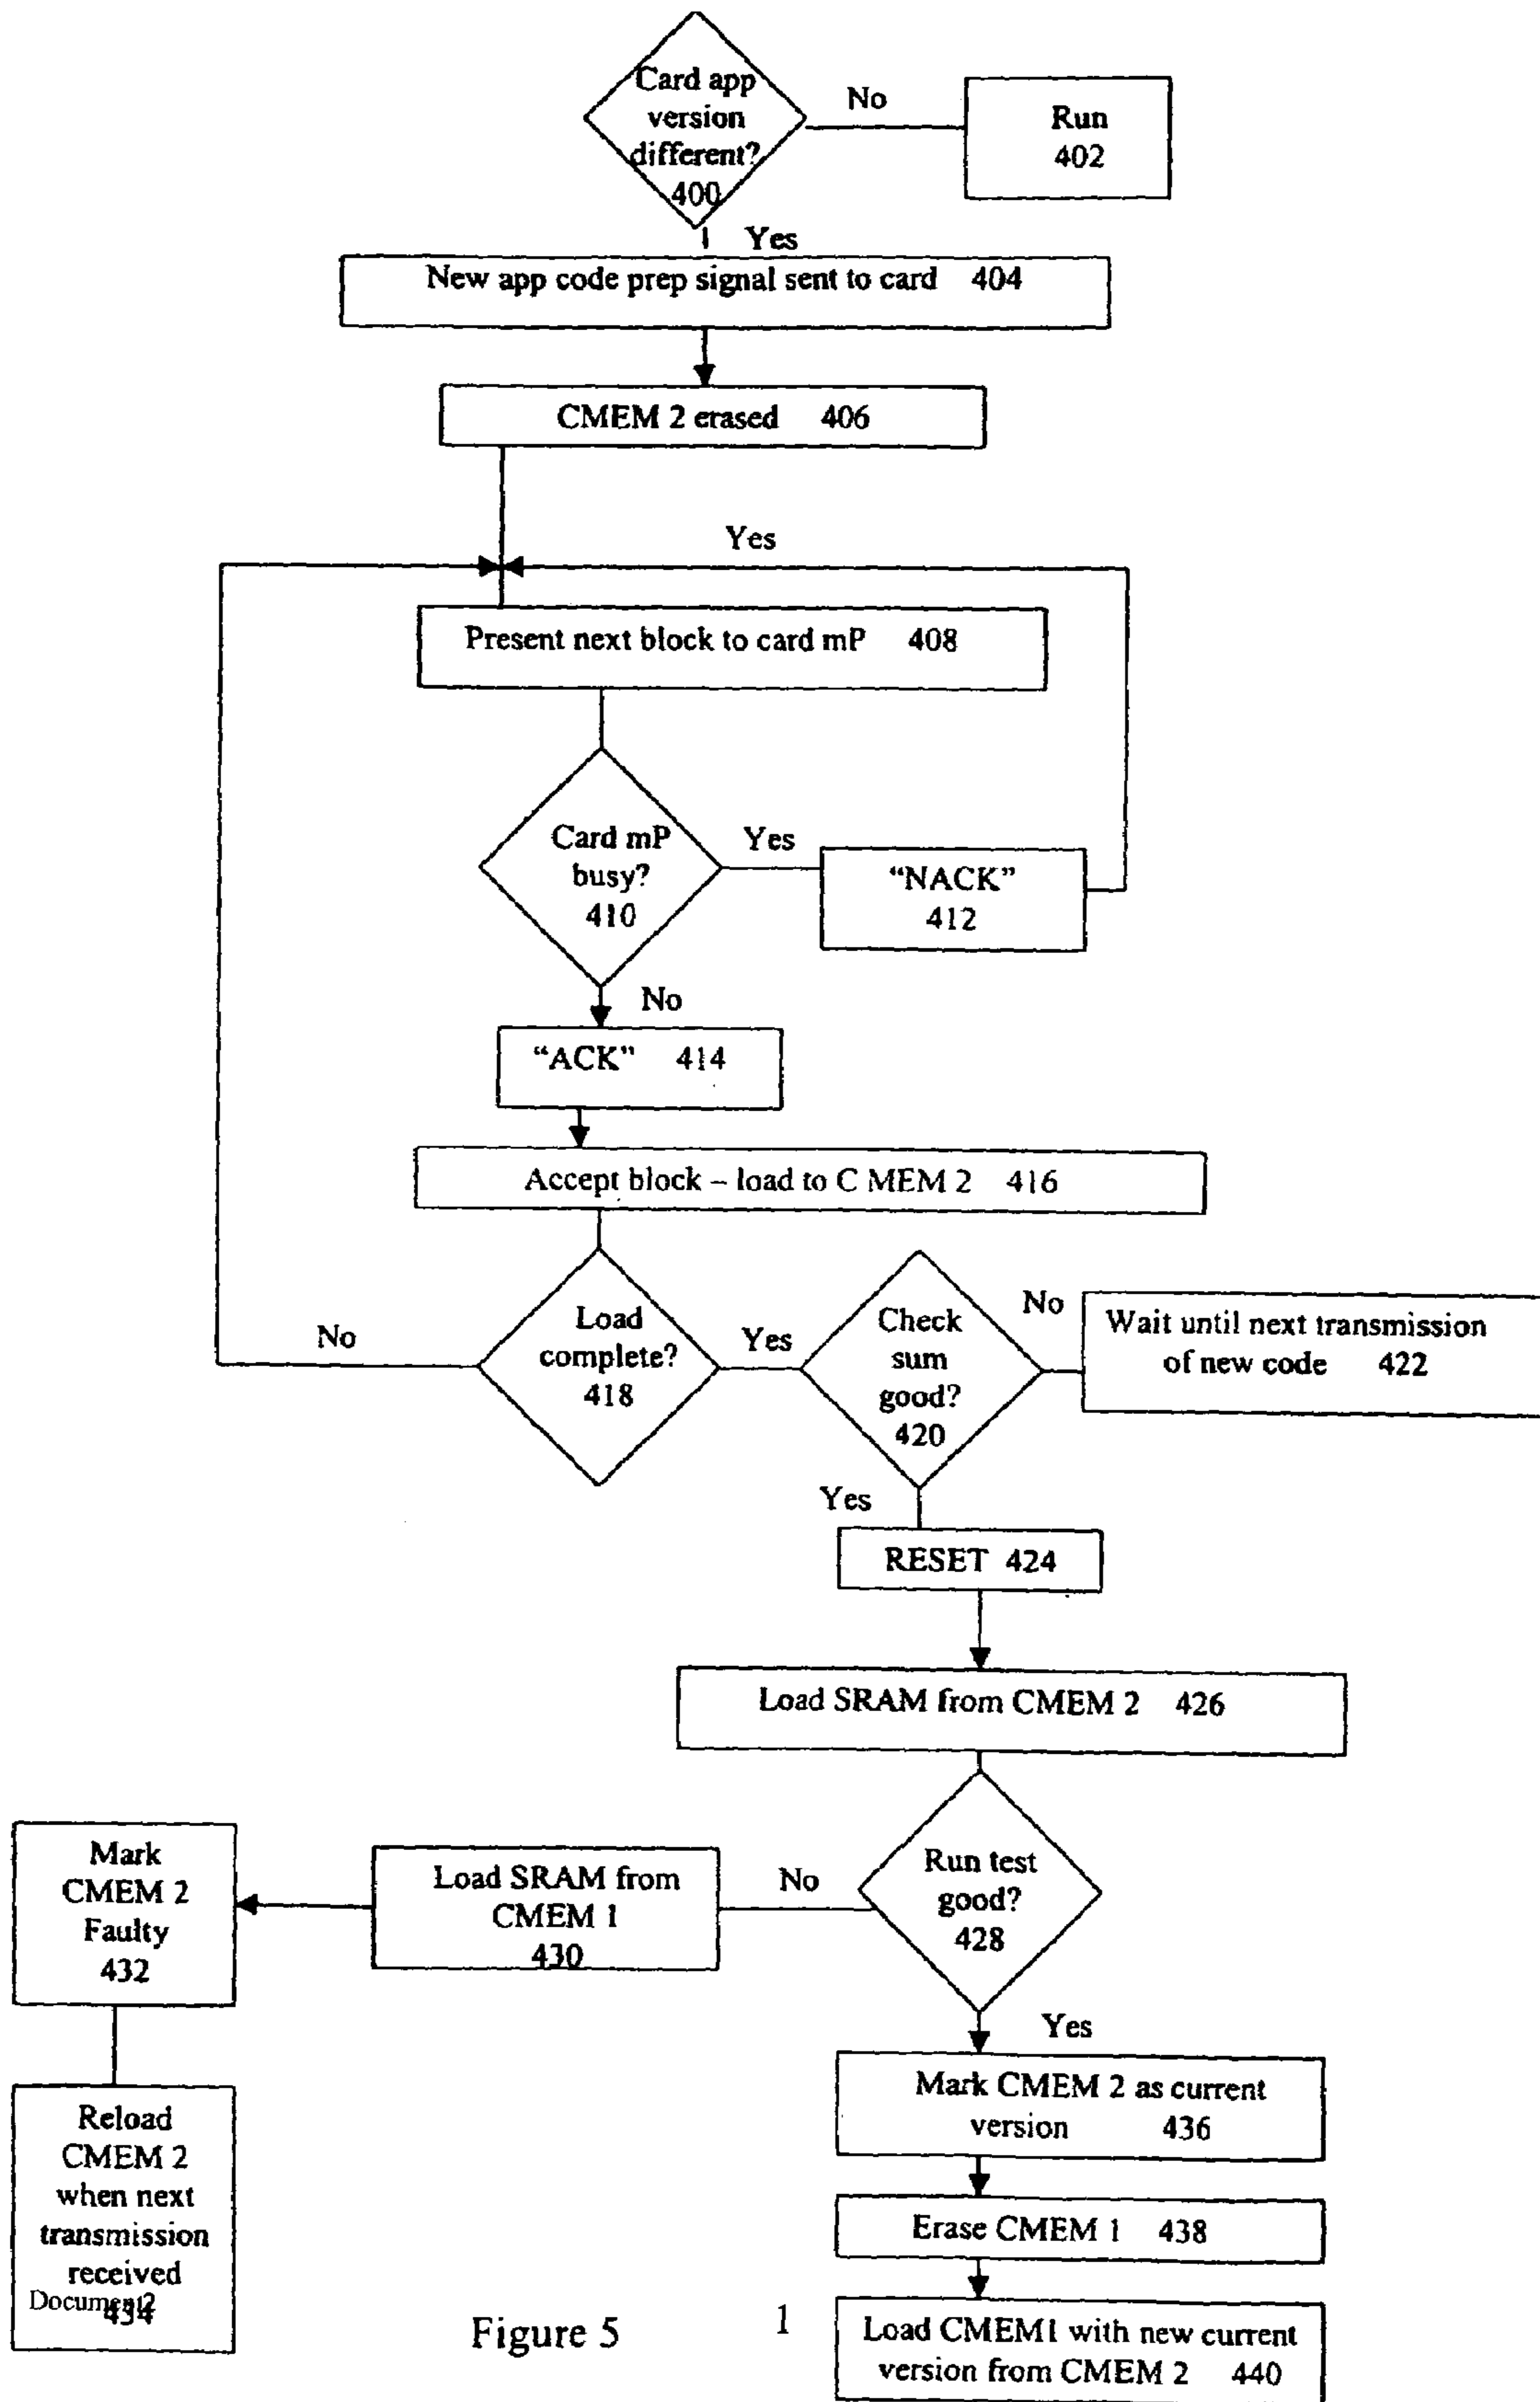 Card app
version
different?
400
No
Run
402
Yes
New app code prep signal sent to card 404
CMEM 2 erased 406
Yes
Present next block to card mP 408
Card mP
busy?
410
Yes
“NACK”
412
No
“ACK” 414
Accept block – load to C MEM 2 416
Load
complete?
418
No
Yes
Check
sum
good?
420
No
Wait until next transmission
of new code 422
Yes
RESET 424
Load SRAM from CMEM 2 426
Run test
good?
428
No
Load SRAM from
CMEM 1
430
Mark
CMEM 2
Faulty
432
Reload
CMEM 2
when next
transmission
received
434
Document2
Yes
Mark CMEM 2 as current
version 436
Erase CMEM 1 438
Load CMEM1 with new current
version from CMEM 2 440
Figure 5
1